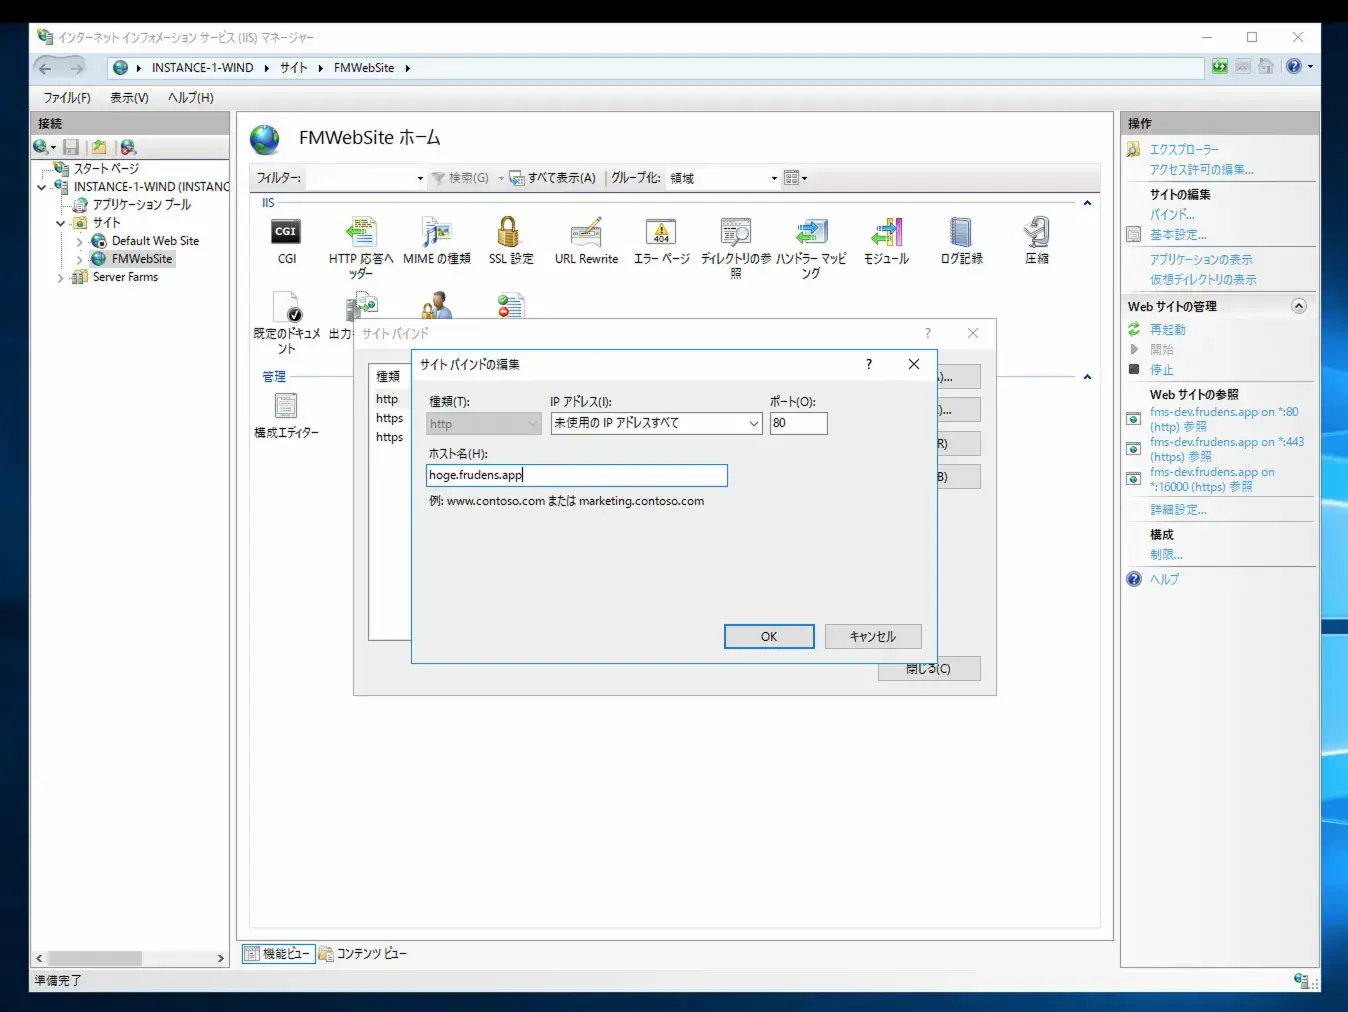 インターネット インフォメーション サービス (IIS) マネージャー
INSTANCE-1-WIND ▸ サイト ▸ FMWebSite ▸
ファイル(F) 表示(V) ヘルプ(H)
接続
スタート ページ
INSTANCE-1-WIND (INSTANC
アプリケーション プール
サイト
Default Web Site
FMWebSite
Server Farms
FMWebSite ホーム
フィルター: 検索(G) すべて表示(A) グループ化: 領域
IIS
CGI
CGI
HTTP 応答ヘッダー
MIME の種類
SSL 設定
URL Rewrite
404
エラー ページ
ディレクトリの参照
ハンドラー マッピング
モジュール
ログ記録
圧縮
既定のドキュメント
出力
管理
構成エディター
サイト バインド
?
種類
http
https
https
)...
)...
R)
B)
閉じる(C)
サイト バインドの編集
?
種類(T): IP アドレス(I): ポート(O):
http 未使用の IP アドレスすべて 80
ホスト名(H):
hoge.frudens.app
例: www.contoso.com または marketing.contoso.com
OK キャンセル
機能ビュー コンテンツ ビュー
準備完了
操作
エクスプローラー
アクセス許可の編集...
サイトの編集
バインド...
基本設定...
アプリケーションの表示
仮想ディレクトリの表示
Web サイトの管理
再起動
開始
停止
Web サイトの参照
fms-dev.frudens.app on *:80
(http) 参照
fms-dev.frudens.app on *:443
(https) 参照
fms-dev.frudens.app on
*:16000 (https) 参照
詳細設定...
構成
制限...
ヘルプ